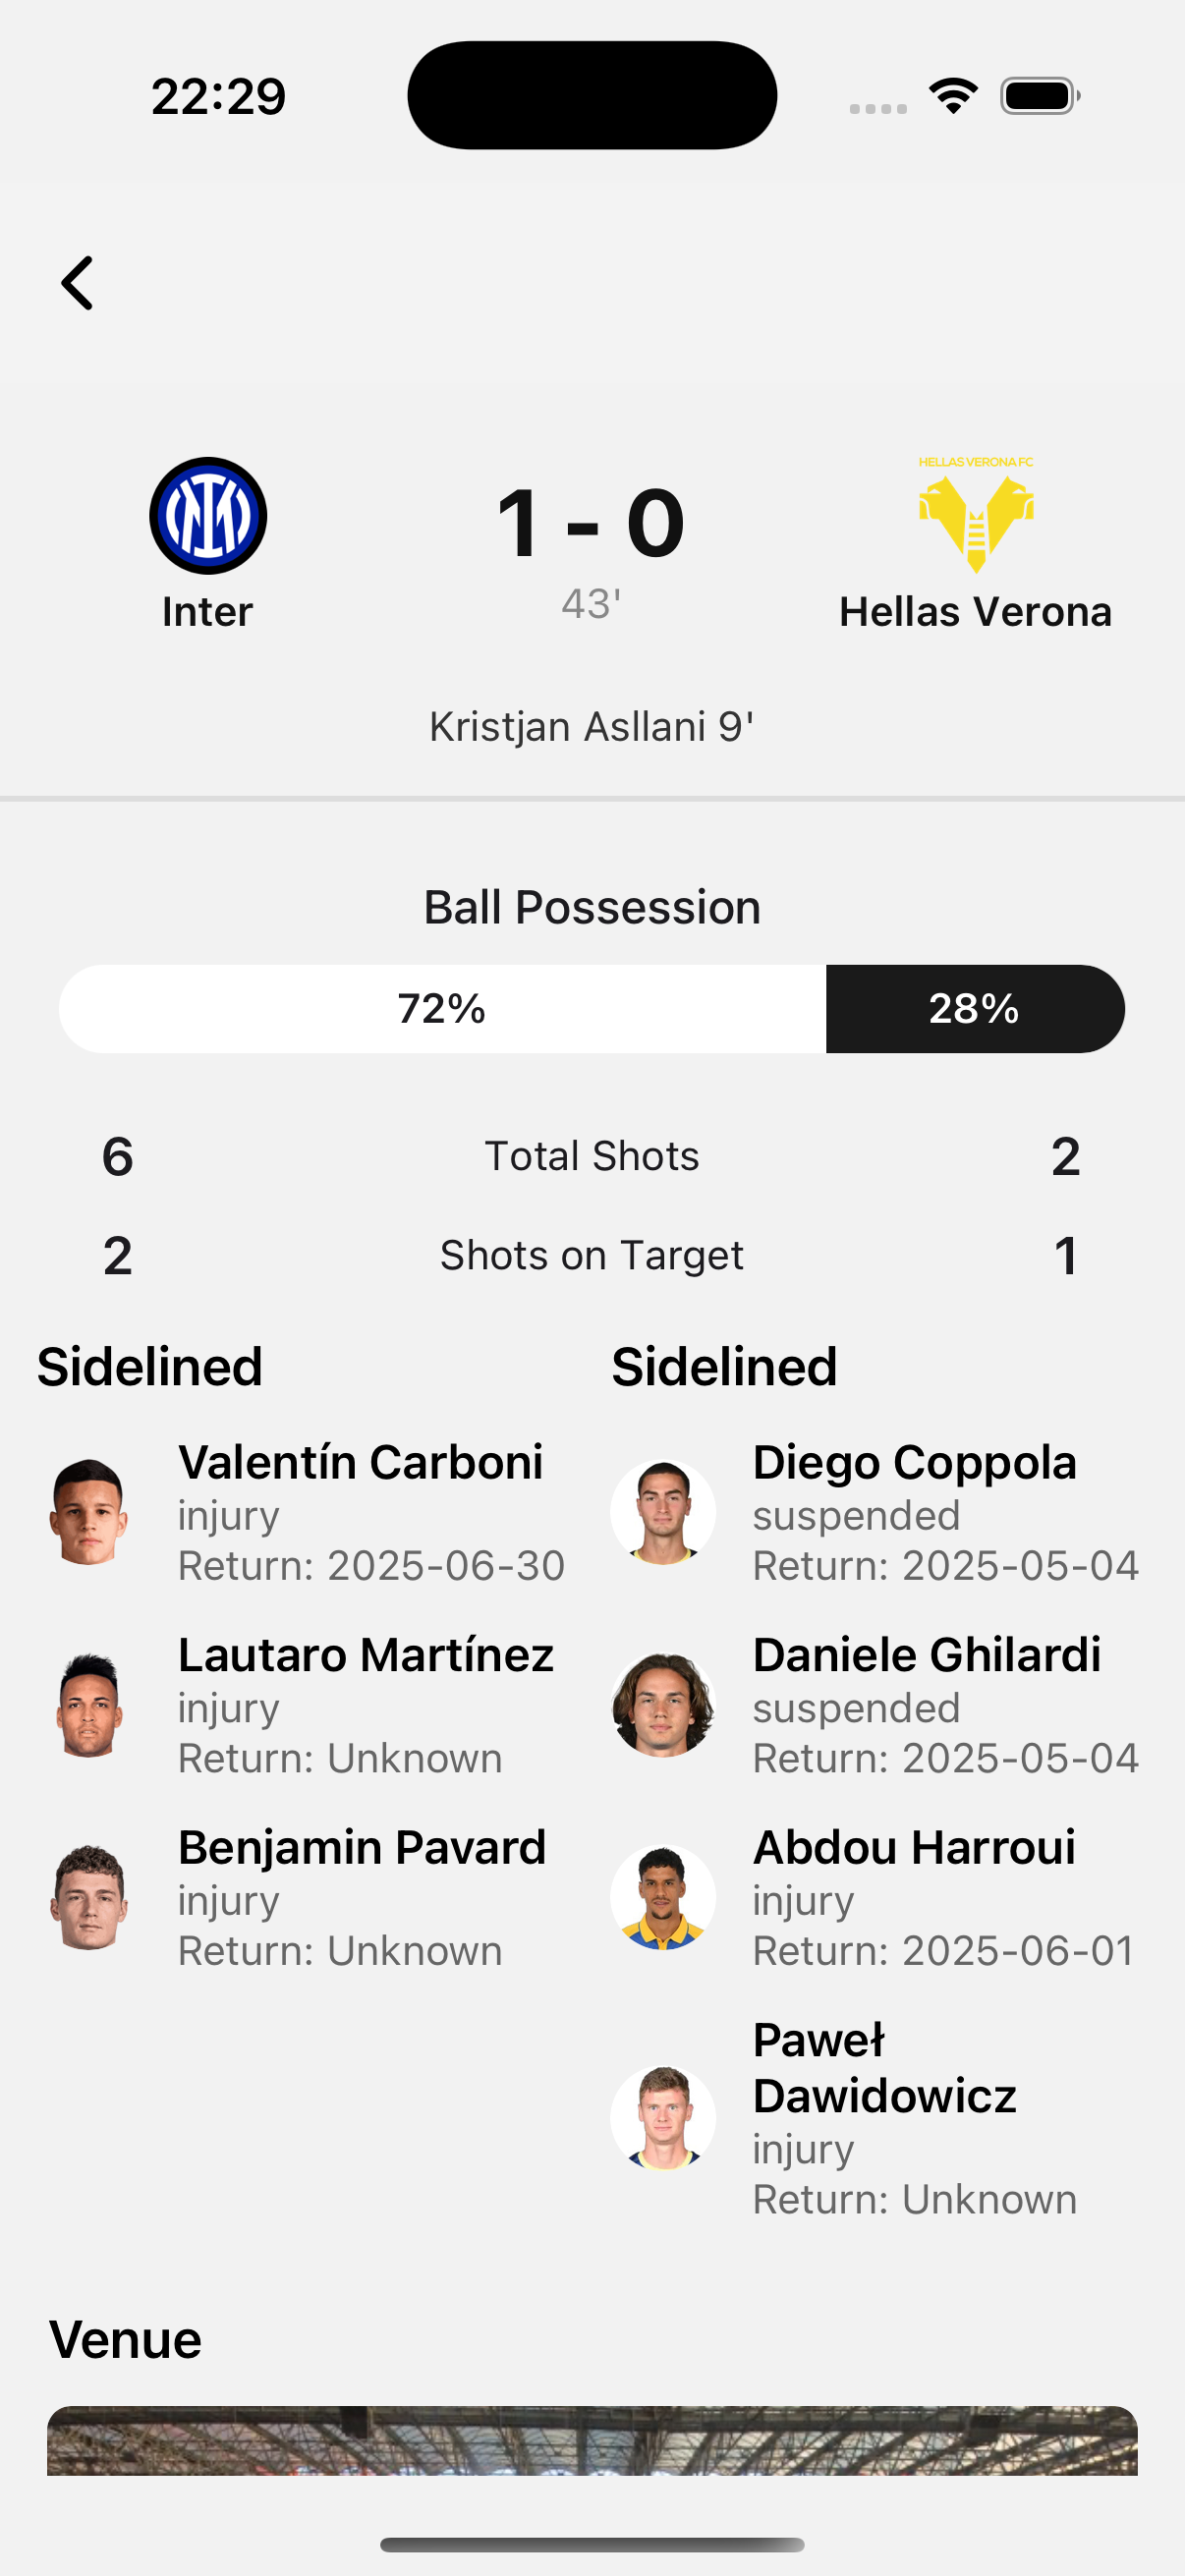 22:29
HELLAS VERONA FC
Inter
1 - 0
43'
Hellas Verona
Kristjan Asllani 9'
Ball Possession
72%
28%
6
Total Shots
2
2
Shots on Target
1
Sidelined
Valentín Carboni
injury
Return: 2025-06-30
Lautaro Martínez
injury
Return: Unknown
Benjamin Pavard
injury
Return: Unknown
Sidelined
Diego Coppola
suspended
Return: 2025-05-04
Daniele Ghilardi
suspended
Return: 2025-05-04
Abdou Harroui
injury
Return: 2025-06-01
Paweł
Dawidowicz
injury
Return: Unknown
Venue